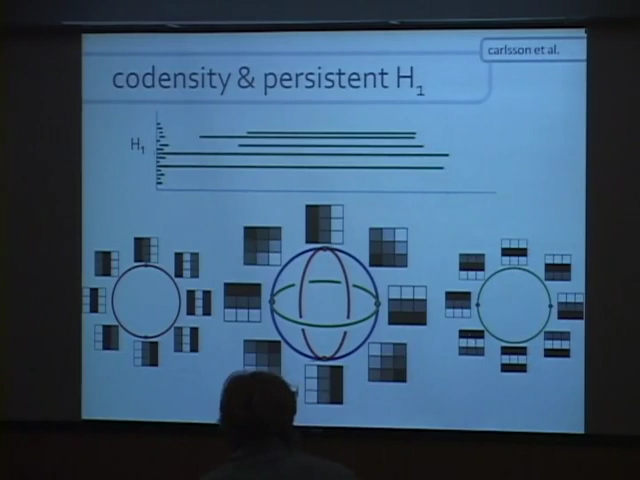 carlsson et al.
codensity & persistent H₁
H₁